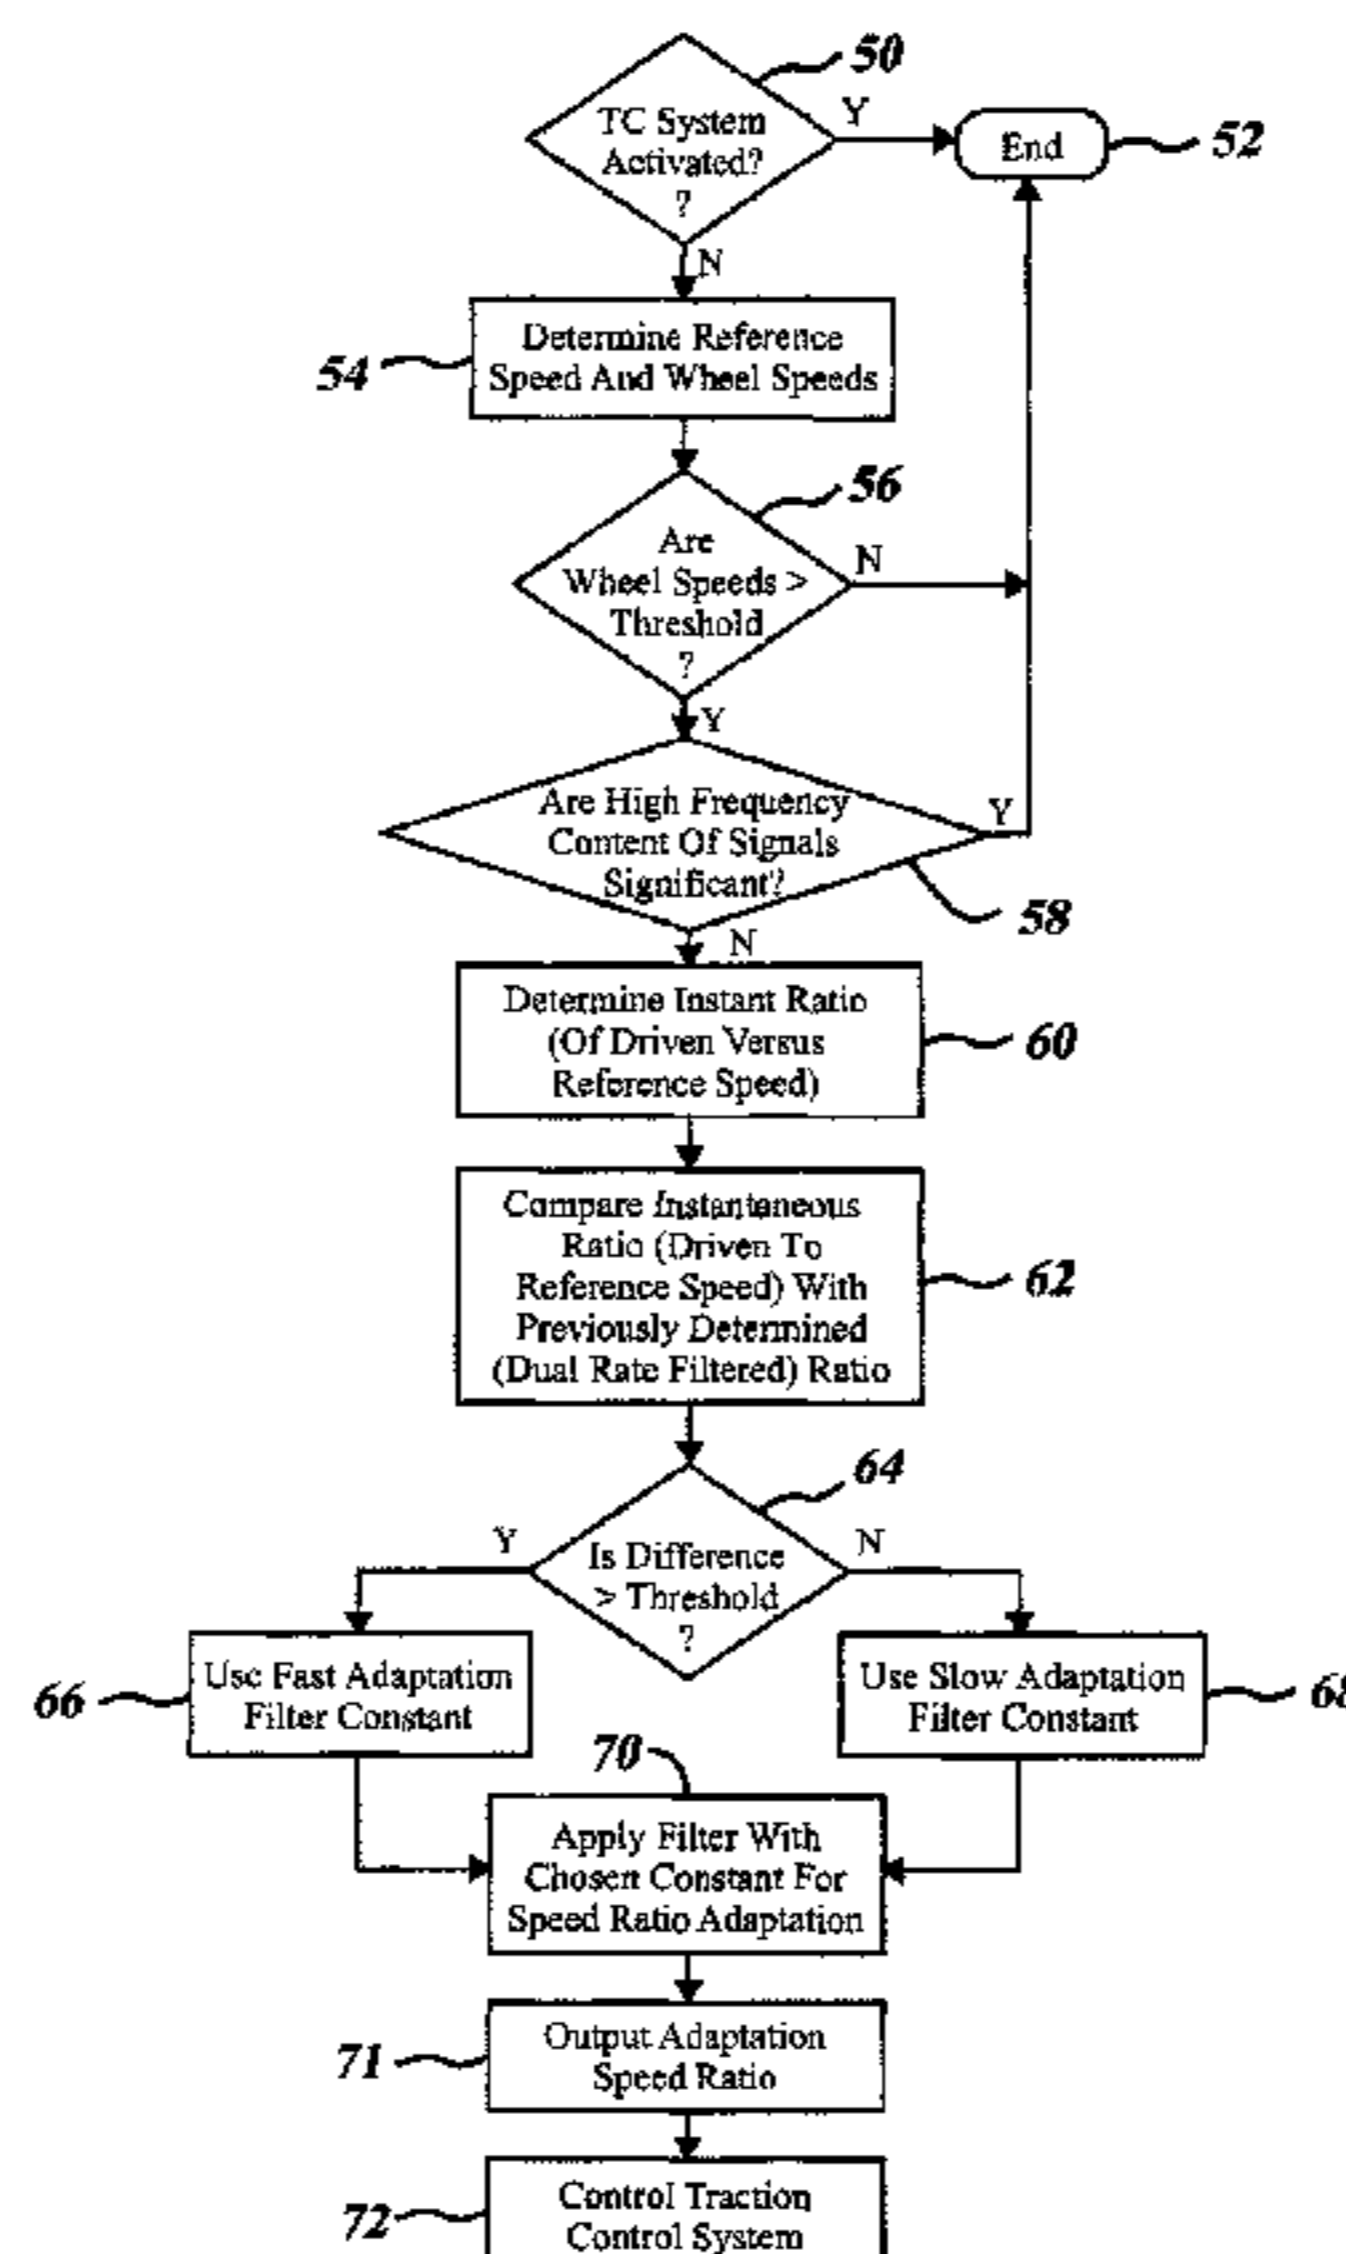 50
TC System
Activated?
?
Y
End
52
N
Determine Reference
Speed And Wheel Speeds
54
56
Are
Wheel Speeds >
Threshold
?
N
Y
Are High Frequency
Content Of Signals
Significant?
Y
58
N
Determine Instant Ratio
(Of Driven Versus
Reference Speed)
60
Compare Instantaneous
Ratio (Driven To
Reference Speed) With
Previously Determined
(Dual Rate Filtered) Ratio
62
64
Y
Is Difference
> Threshold
?
N
66
Use Fast Adaptation
Filter Constant
Use Slow Adaptation
Filter Constant
68
70
Apply Filter With
Chosen Constant For
Speed Ratio Adaptation
71
Output Adaptation
Speed Ratio
72
Control Traction
Control System